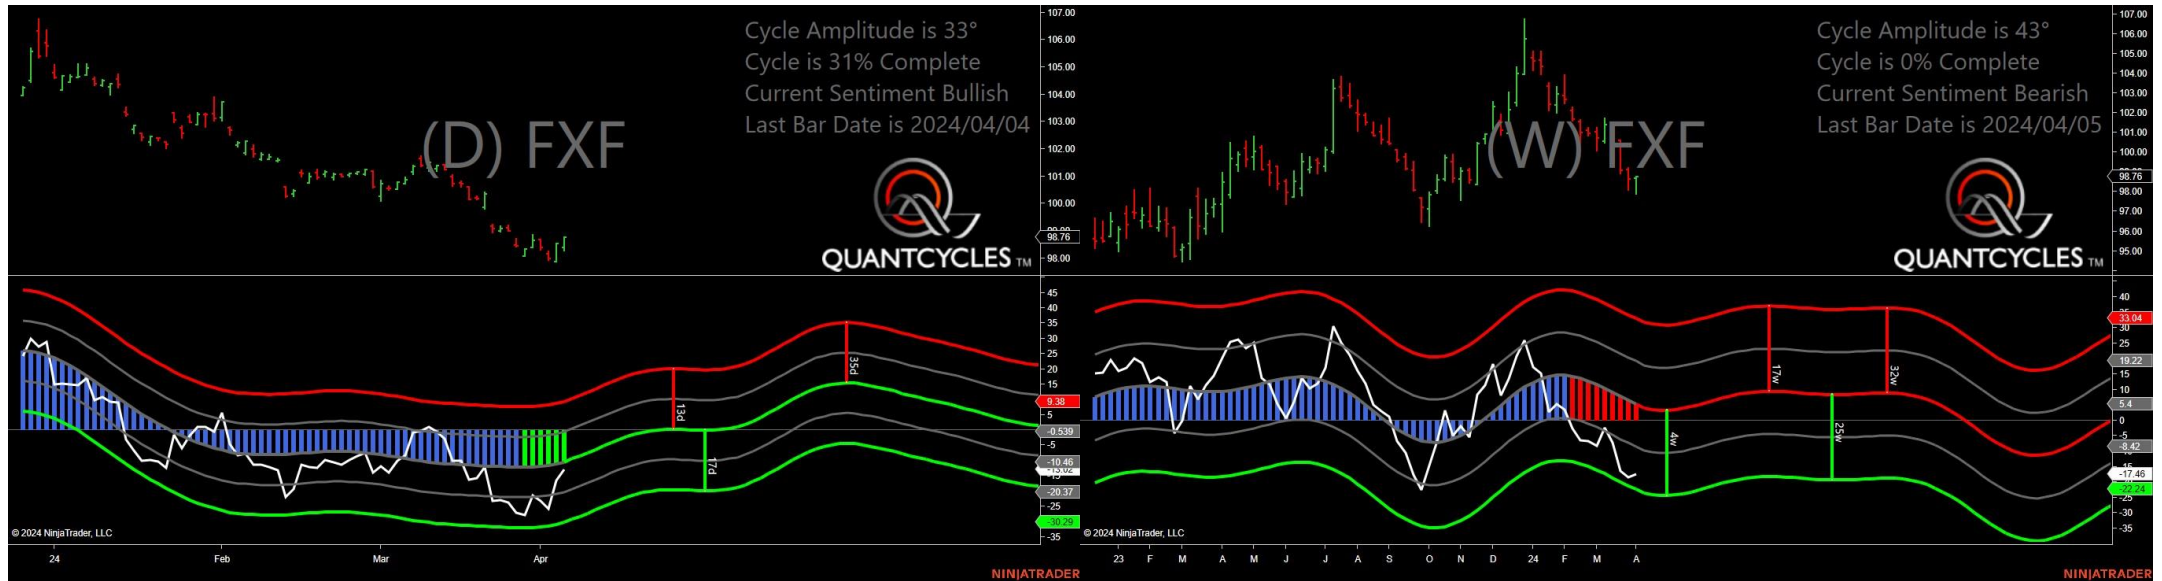 Cycle Amplitude is 33°
Cycle is 31% Complete
Current Sentiment Bullish
Last Bar Date is 2024/04/04
(D) FXF
QUANTCYCLES TM
107.00
106.00
105.00
104.00
103.00
102.00
101.00
100.00
98.76
98.00
45
40
35
30
25
20
15
9.38
5
-0.539
-5
-10.46
-20.37
-25
-30.29
-35
13d
17d
35d
© 2024 NinjaTrader, LLC
24 Feb Mar Apr
NINJATRADER
Cycle Amplitude is 43°
Cycle is 0% Complete
Current Sentiment Bearish
Last Bar Date is 2024/04/05
(W) FXF
QUANTCYCLES TM
107.00
106.00
105.00
104.00
103.00
102.00
101.00
100.00
98.76
98.00
97.00
96.00
95.00
40
33.04
30
25
19.22
15
10
5.4
0
-5
-8.42
-17.46
-22.24
-25
-30
-35
4w
17w
25w
32w
© 2024 NinjaTrader, LLC
23 F M A M J J A S O N D 24 F M A
NINJATRADER